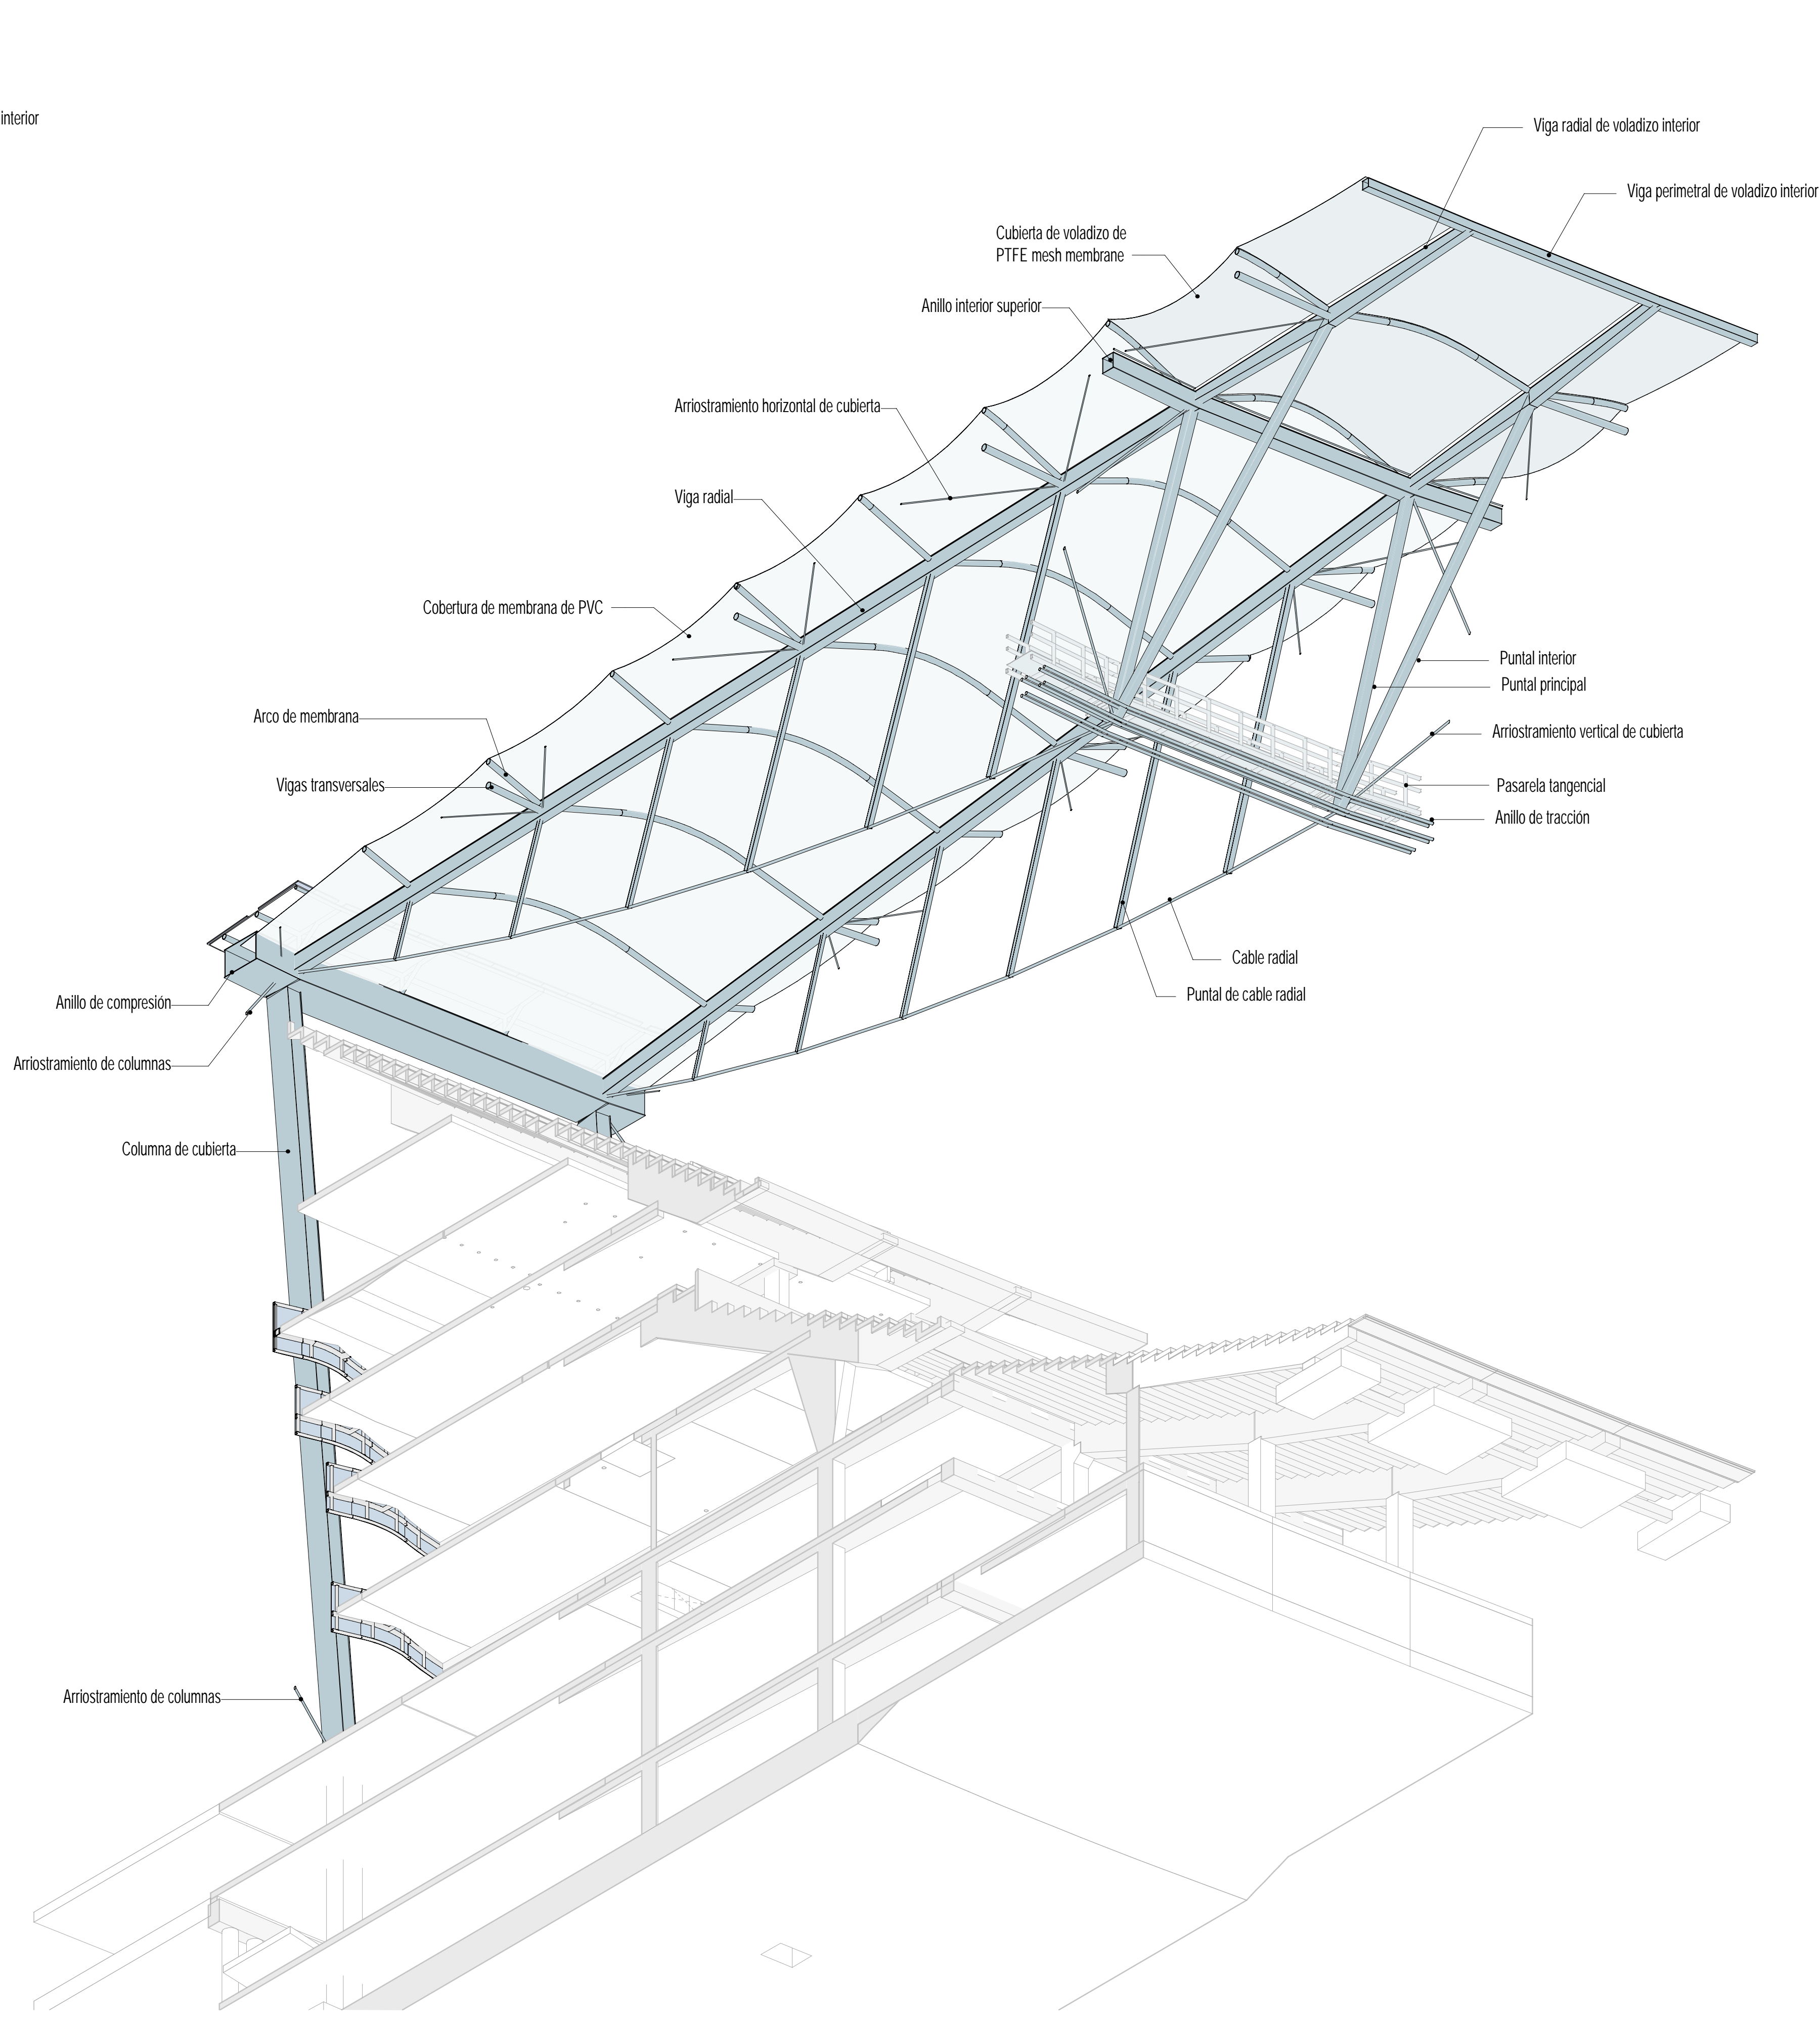 interior
Viga radial de voladizo interior
Viga perimetral de voladizo interior
Cubierta de voladizo de
PTFE mesh membrane
Anillo interior superior
Arriostramiento horizontal de cubierta
Viga radial
Cobertura de membrana de PVC
Puntal interior
Puntal principal
Arco de membrana
Arriostramiento vertical de cubierta
Vigas transversales
Pasarela tangencial
Anillo de tracción
Cable radial
Puntal de cable radial
Anillo de compresión
Arriostramiento de columnas
Columna de cubierta
Arriostramiento de columnas